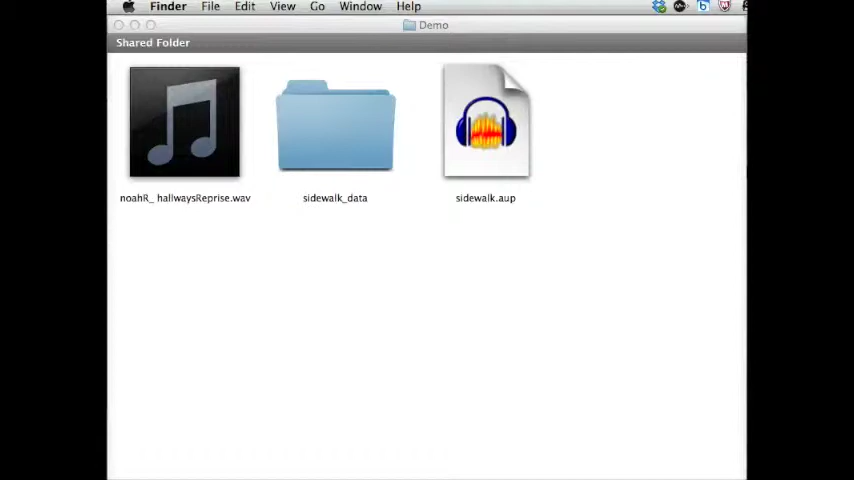 Finder File Edit View Go Window Help
Demo
Shared Folder
noahR_ hallwaysReprise.wav
sidewalk_data
sidewalk.aup